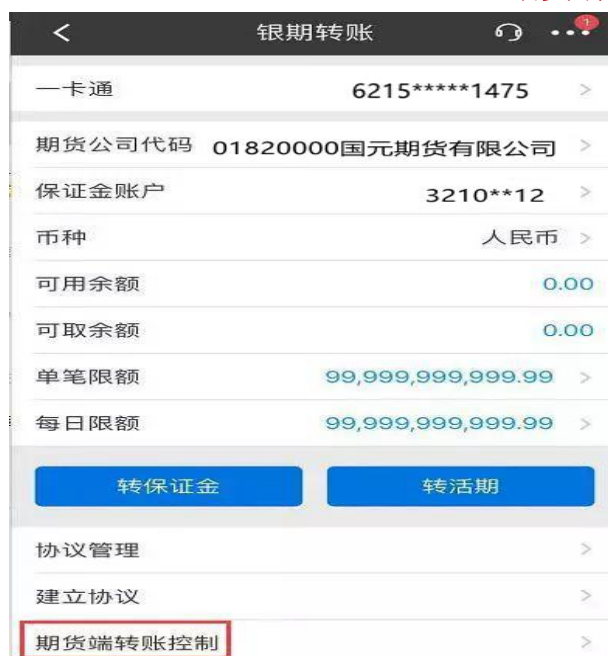 < 银期转账 1
一卡通 6215*****1475 >
期货公司代码 01820000国元期货有限公司 >
保证金账户 3210**12 >
币种 人民币 >
可用余额 0.00
可取余额 0.00
单笔限额 99,999,999,999.99 >
每日限额 99,999,999,999.99 >
转保证金 转活期
协议管理 >
建立协议 >
期货端转账控制 >